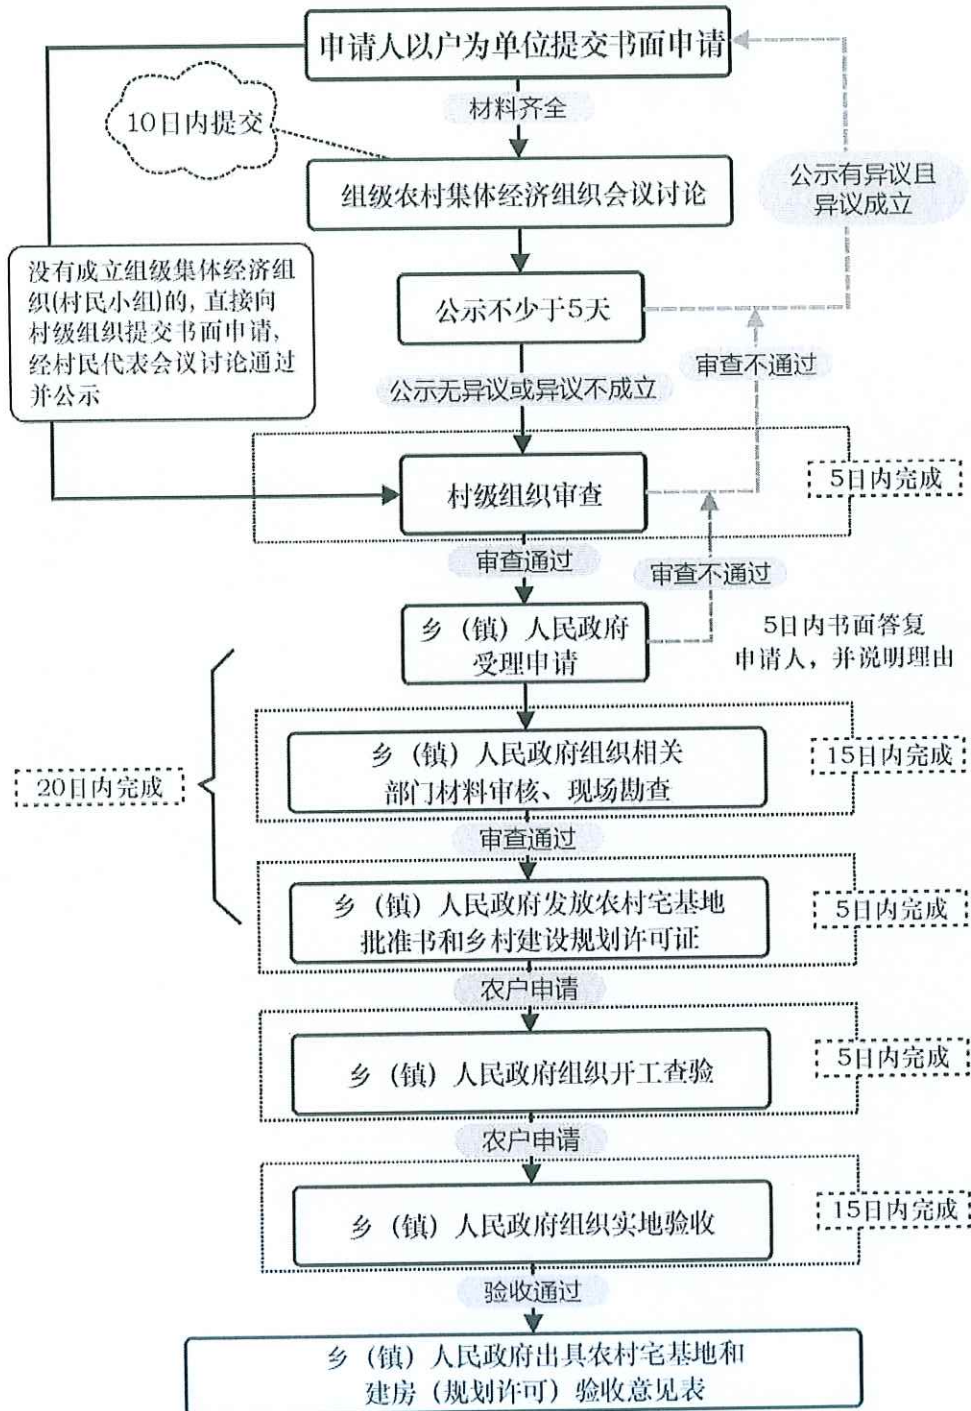 申请人以户为单位提交书面申请
材料齐全
10日内提交
组级农村集体经济组织会议讨论
公示有异议且
异议成立
没有成立组级集体经济组
织(村民小组)的,直接向
村级组织提交书面申请,
经村民代表会议讨论通过
并公示
公示不少于5天
审查不通过
公示无异议或异议不成立
村级组织审查
5日内完成
审查通过
审查不通过
乡（镇）人民政府
受理申请
5日内书面答复
申请人，并说明理由
乡（镇）人民政府组织相关
部门材料审核、现场勘查
15日内完成
20日内完成
审查通过
乡（镇）人民政府发放农村宅基地
批准书和乡村建设规划许可证
5日内完成
农户申请
乡（镇）人民政府组织开工查验
5日内完成
农户申请
乡（镇）人民政府组织实地验收
15日内完成
验收通过
乡（镇）人民政府出具农村宅基地和
建房（规划许可）验收意见表